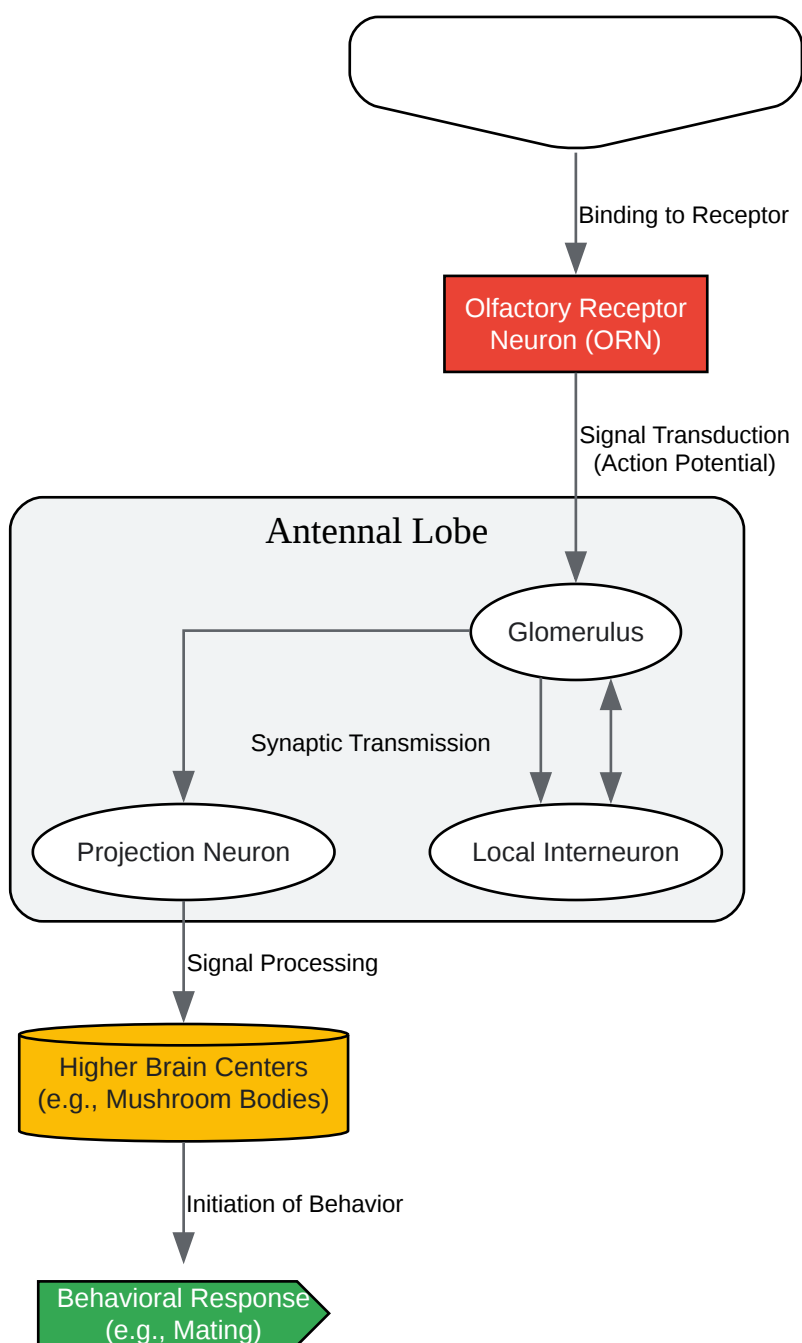 Binding to Receptor
Olfactory Receptor
Neuron (ORN)
Signal Transduction
(Action Potential)
Antennal Lobe
Glomerulus
Synaptic Transmission
Projection Neuron
Local Interneuron
Signal Processing
Higher Brain Centers
(e.g., Mushroom Bodies)
Initiation of Behavior
Behavioral Response
(e.g., Mating)